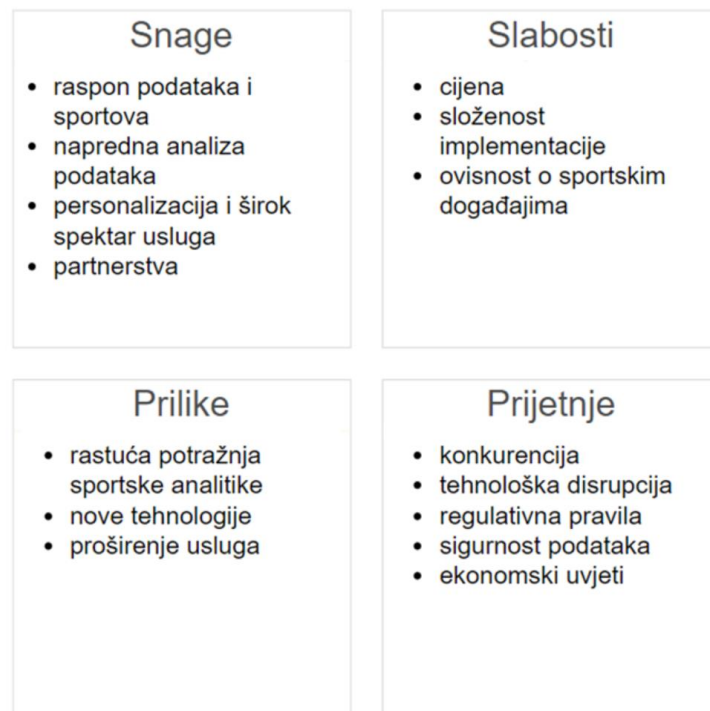 Snage
• raspon podataka i
sportova
• napredna analiza
podataka
• personalizacija i širok
spektar usluga
• partnerstva
Slabosti
• cijena
• složenost
implementacije
• ovisnost o sportskim
događajima
Prilike
• rastuća potražnja
sportske analitike
• nove tehnologije
• proširenje usluga
Prijetnje
• konkurencija
• tehnološka disrupcija
• regulativna pravila
• sigurnost podataka
• ekonomski uvjeti